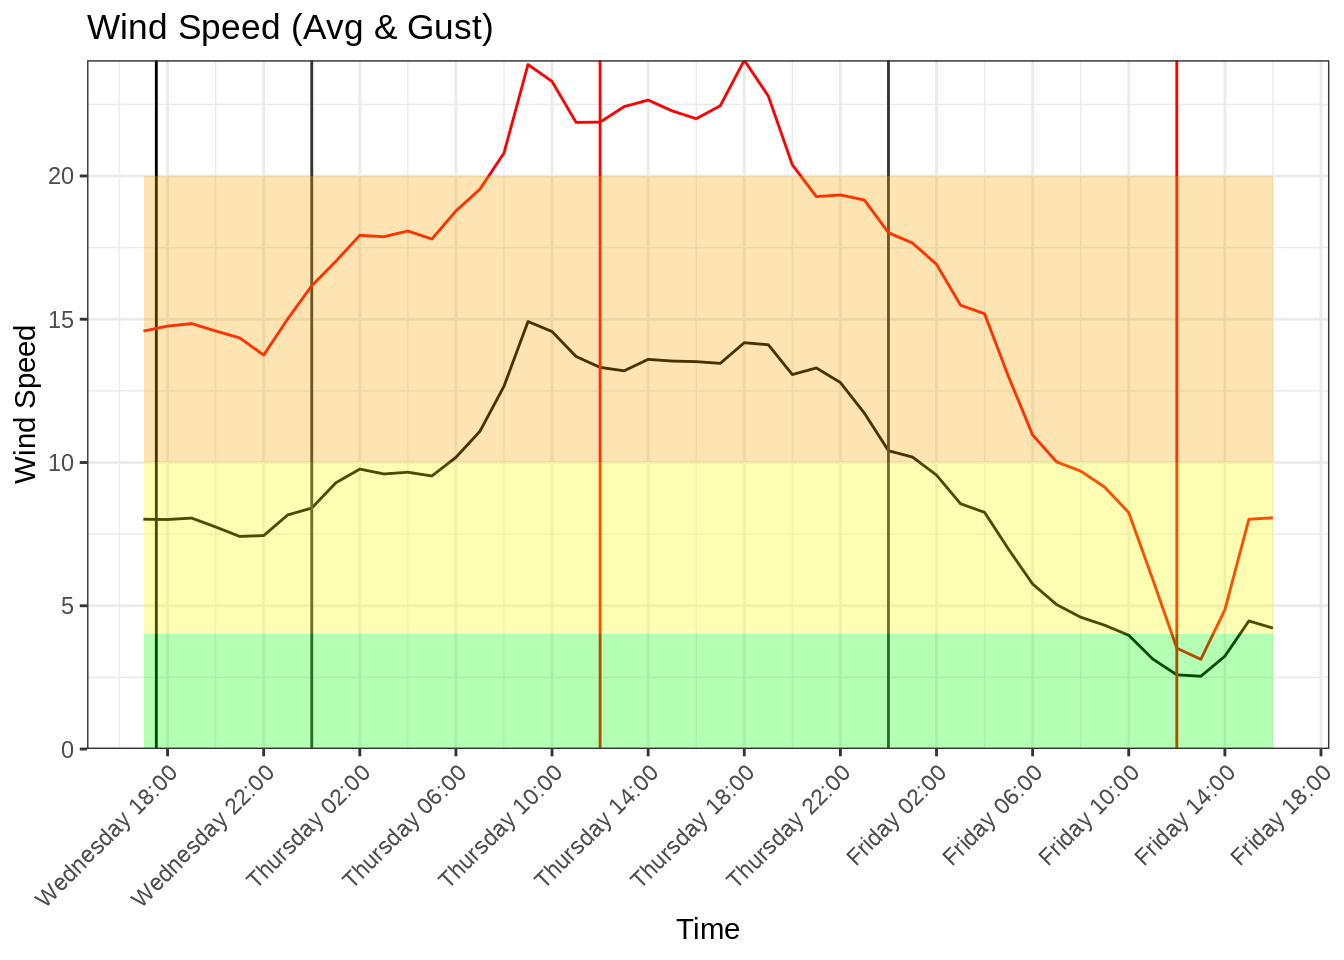 Wind Speed (Avg & Gust)
Wind Speed
20
15
10
5
0
Wednesday 18:00
Wednesday 22:00
Thursday 02:00
Thursday 06:00
Thursday 10:00
Thursday 14:00
Thursday 18:00
Thursday 22:00
Friday 02:00
Friday 06:00
Friday 10:00
Friday 14:00
Friday 18:00
Time